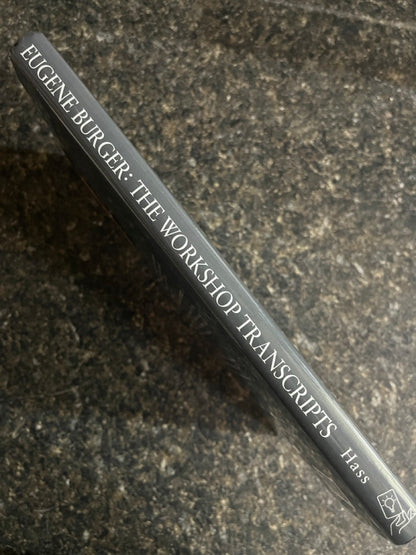 EUGENE BURGER: THE WORKSHOP TRANSCRIPTS Hass